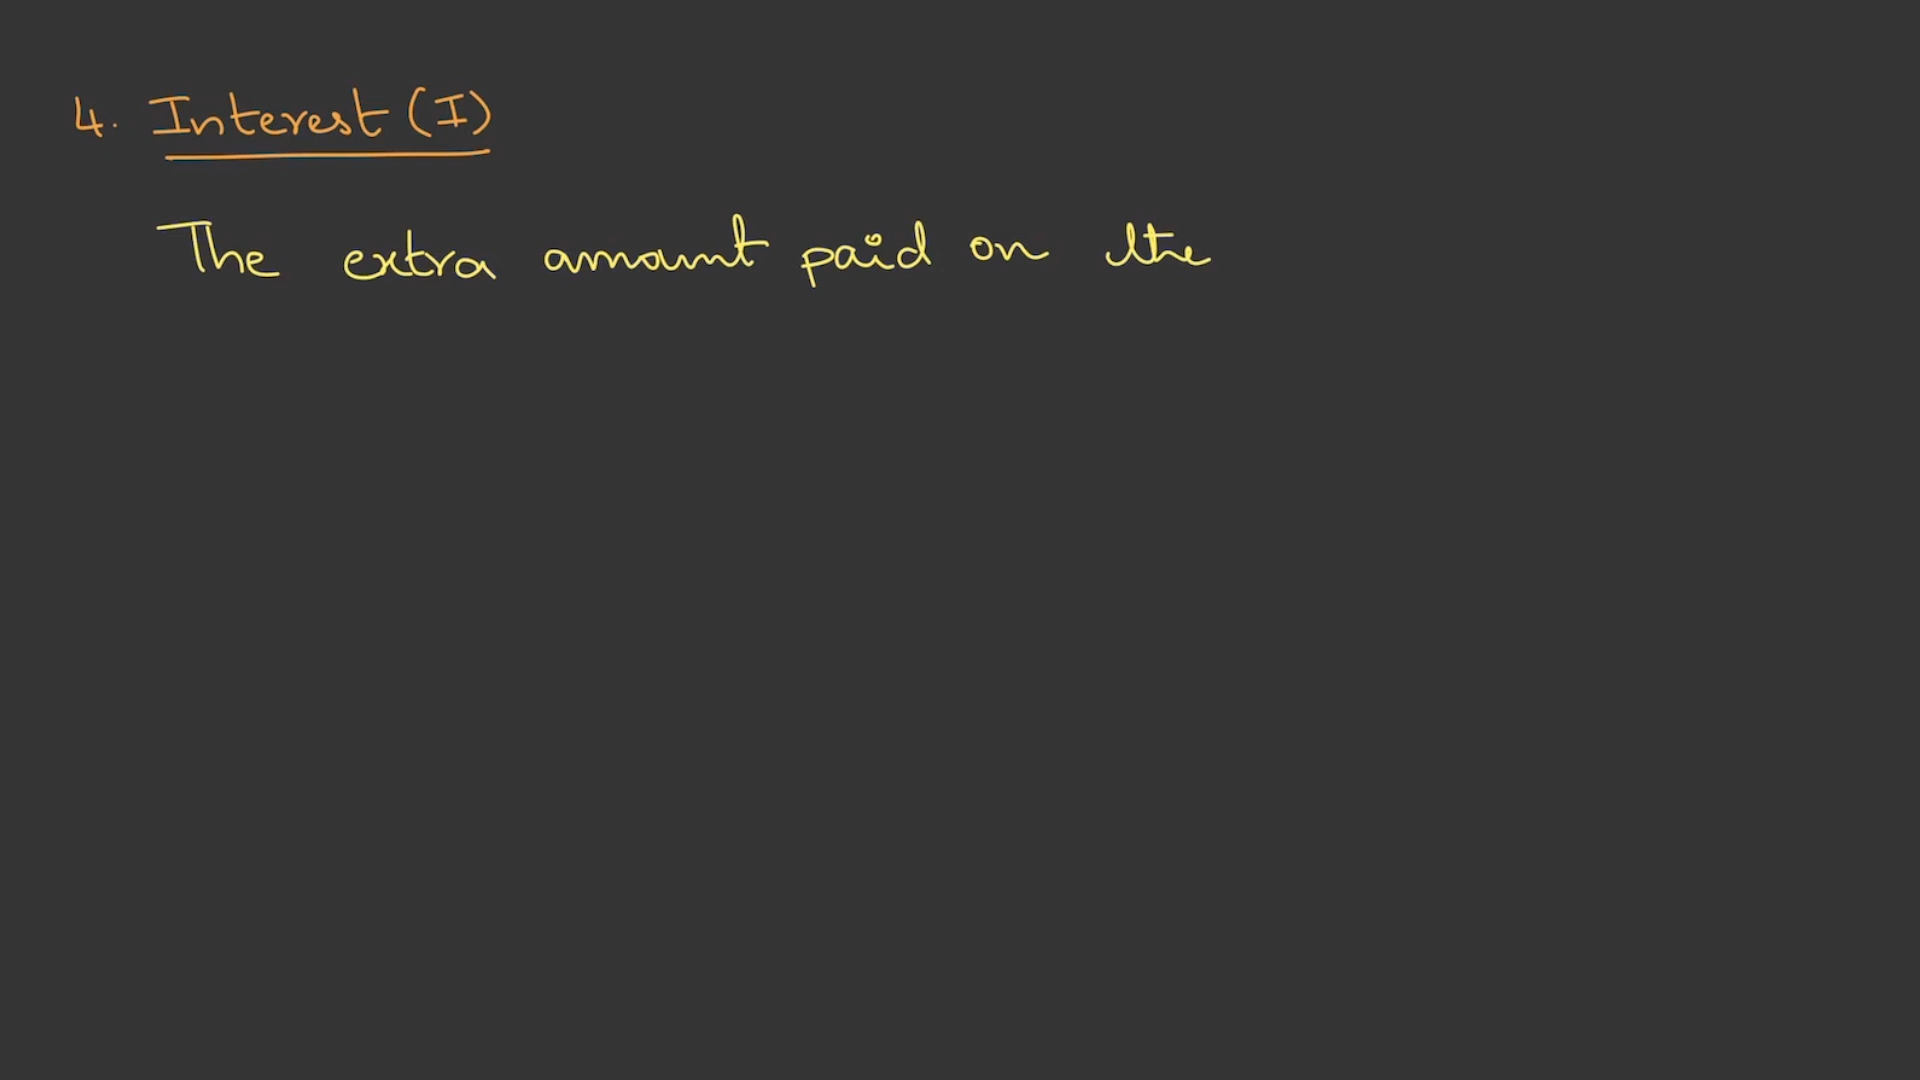 4. Interest (I)
The extra amount paid on the